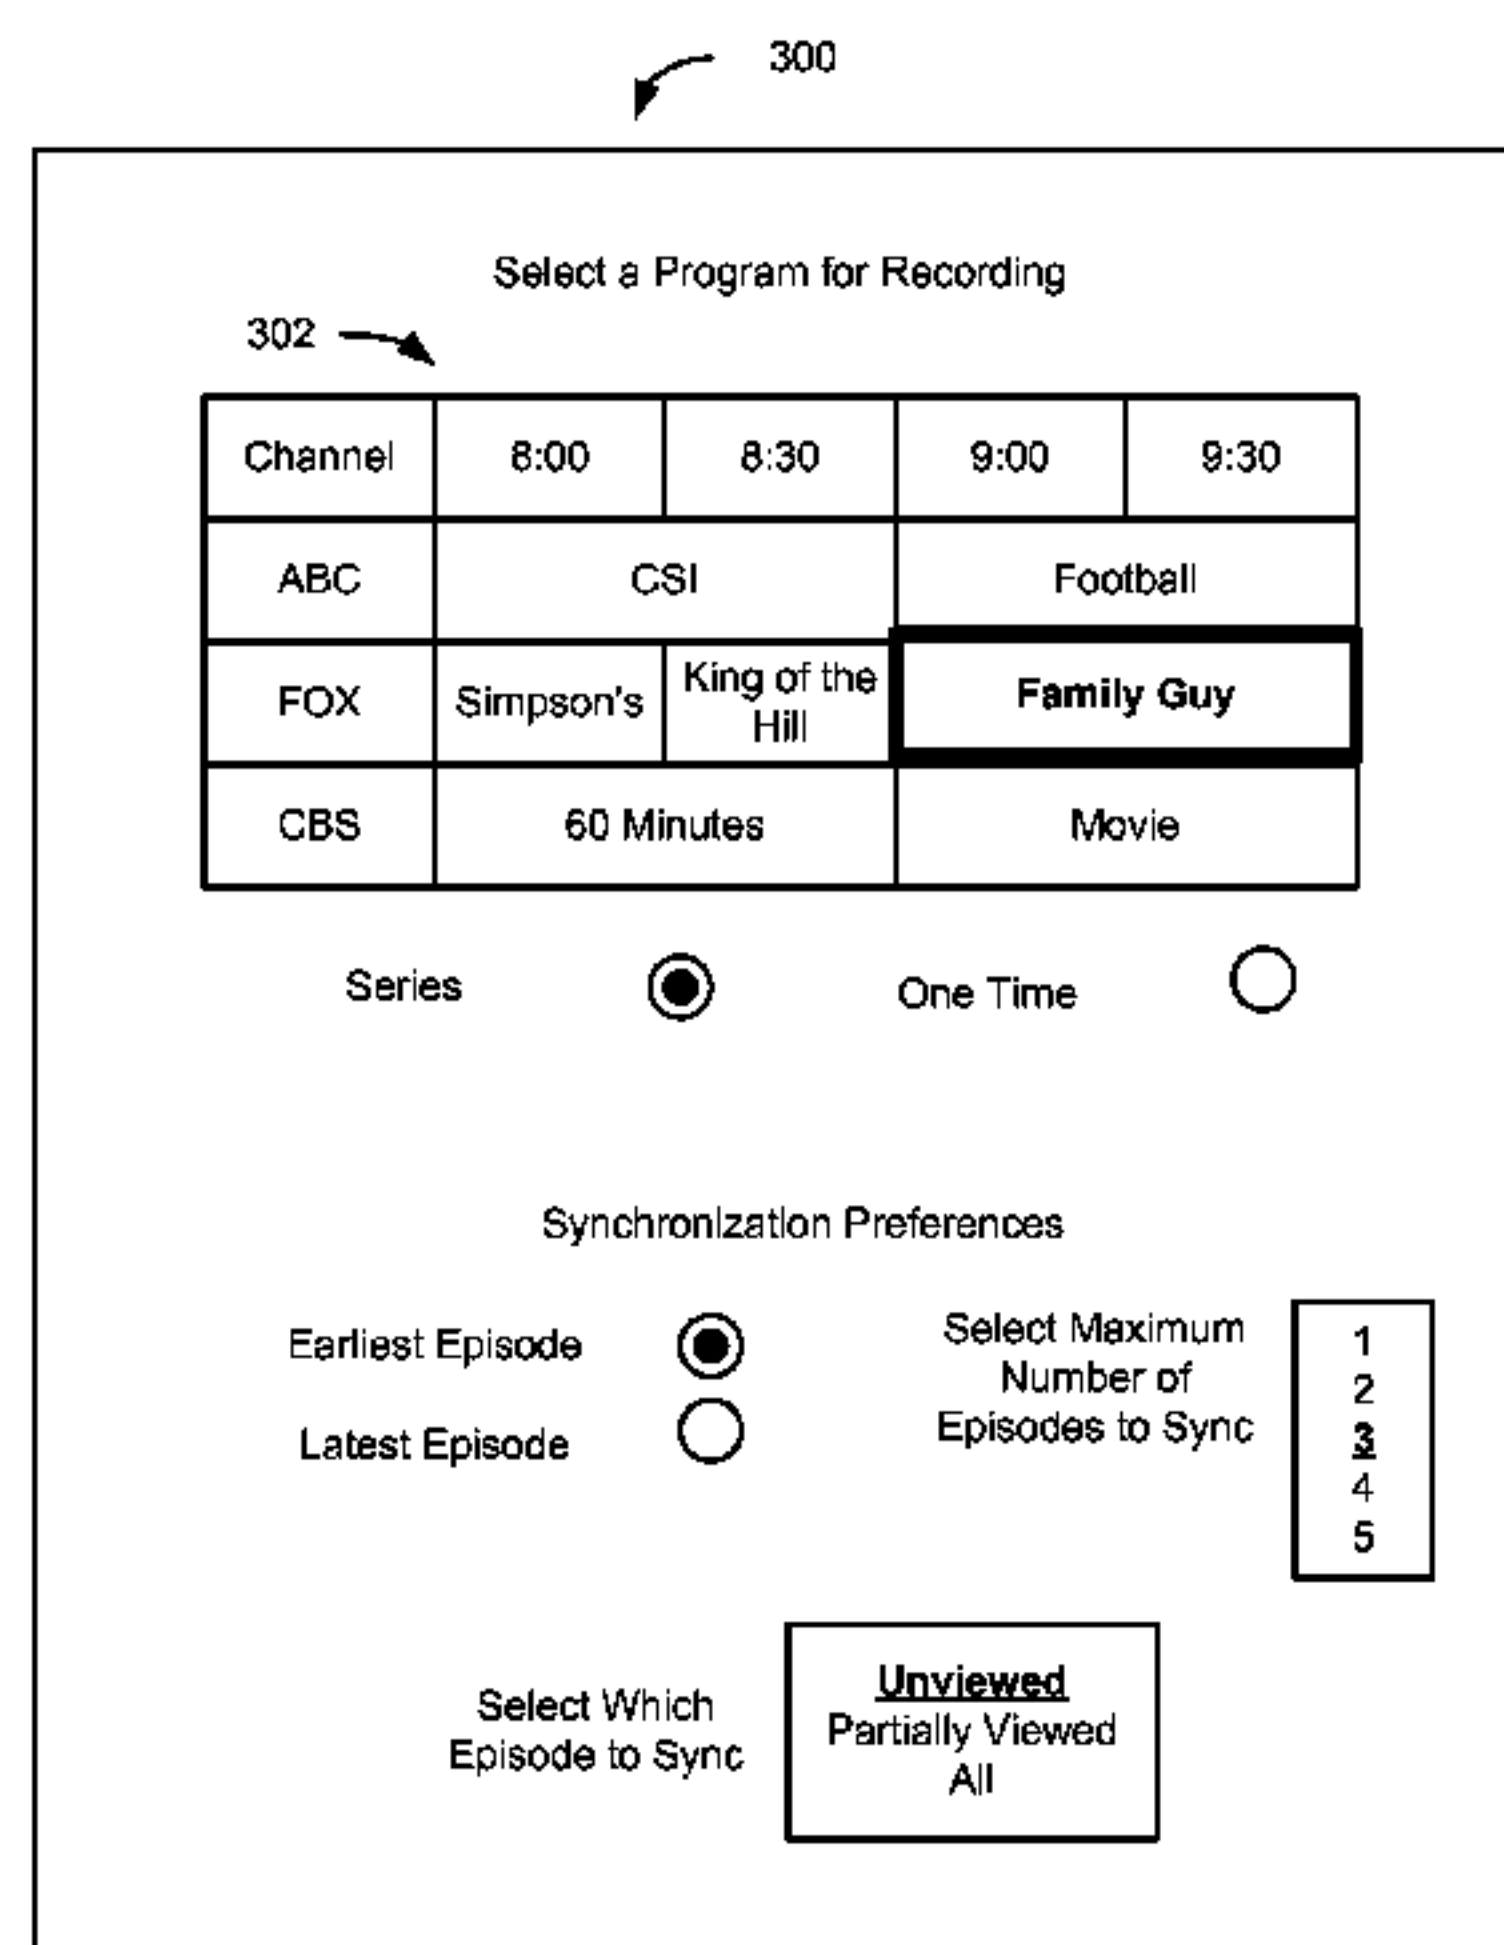 300
Select a Program for Recording
302
Channel 8:00 8:30 9:00 9:30
ABC CSI Football
FOX Simpson's King of the Hill Family Guy
CBS 60 Minutes Movie
Series One Time
Synchronization Preferences
Earliest Episode
Latest Episode
Select Maximum
Number of
Episodes to Sync
1
2
3
4
5
Select Which
Episode to Sync
Unviewed
Partially Viewed
All